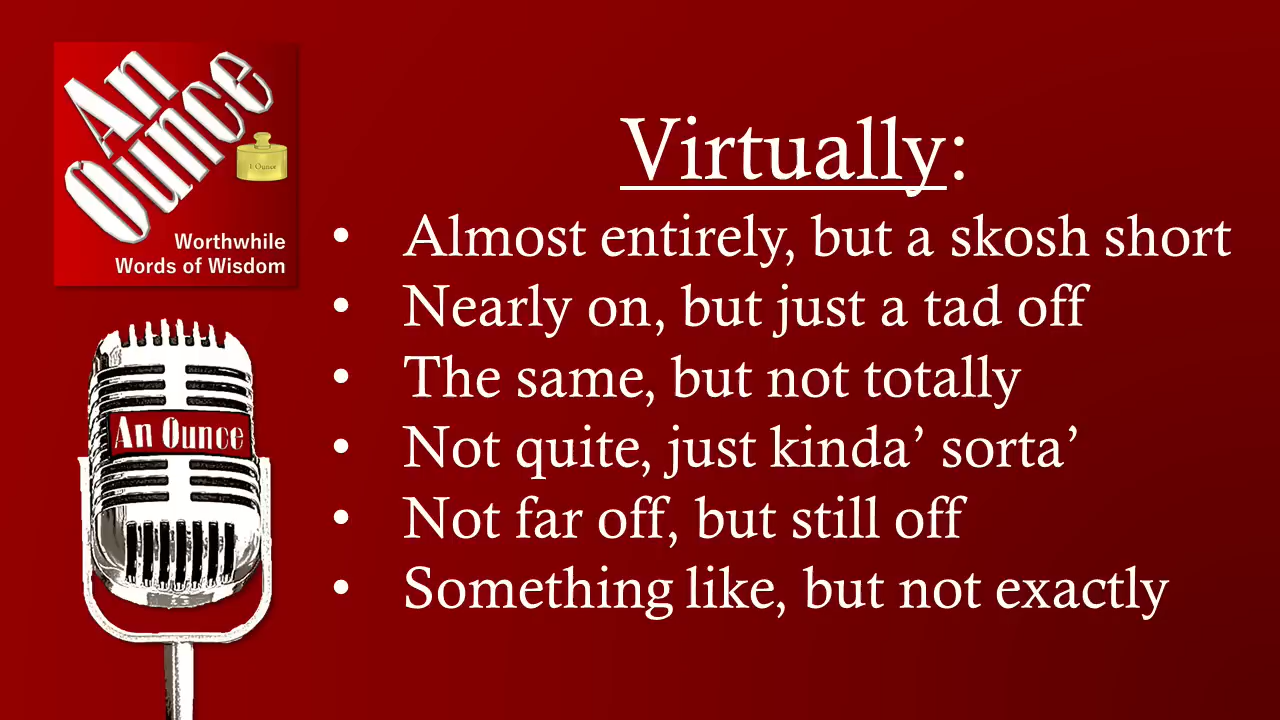 An
Ounce
1 Ounce
Worthwhile
Words of Wisdom
An Ounce
Virtually:
• Almost entirely, but a skosh short
• Nearly on, but just a tad off
• The same, but not totally
• Not quite, just kinda’ sorta’
• Not far off, but still off
• Something like, but not exactly